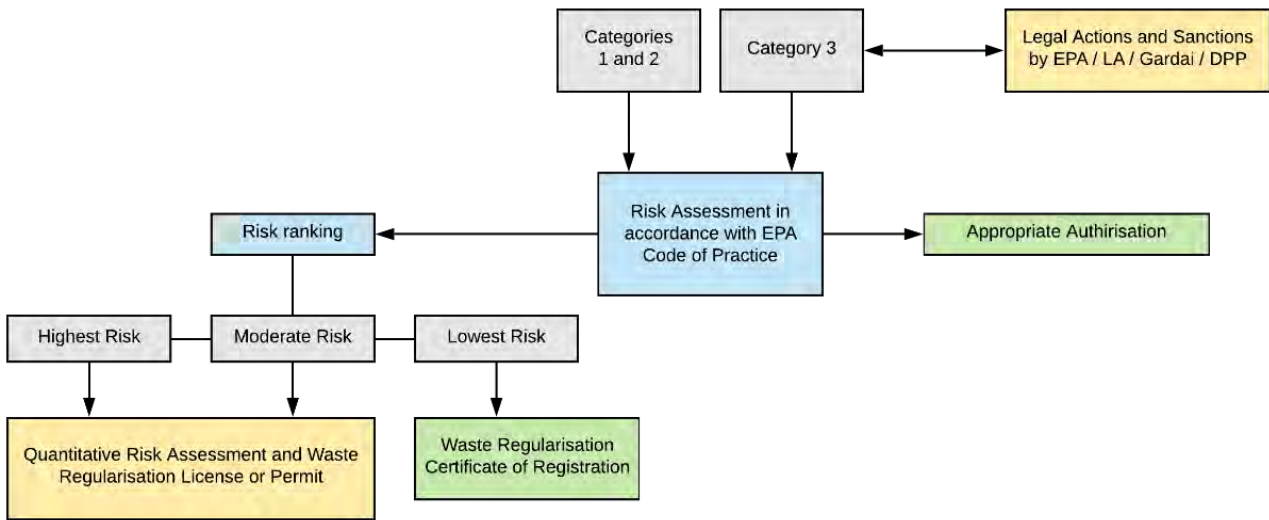 Categories
1 and 2
Category 3
Legal Actions and Sanctions
by EPA / LA / Gardai / DPP
Risk Assessment in
accordance with EPA
Code of Practice
Risk ranking
Appropriate Authirisation
Highest Risk
Moderate Risk
Lowest Risk
Quantitative Risk Assessment and Waste
Regularisation License or Permit
Waste Regularisation
Certificate of Registration